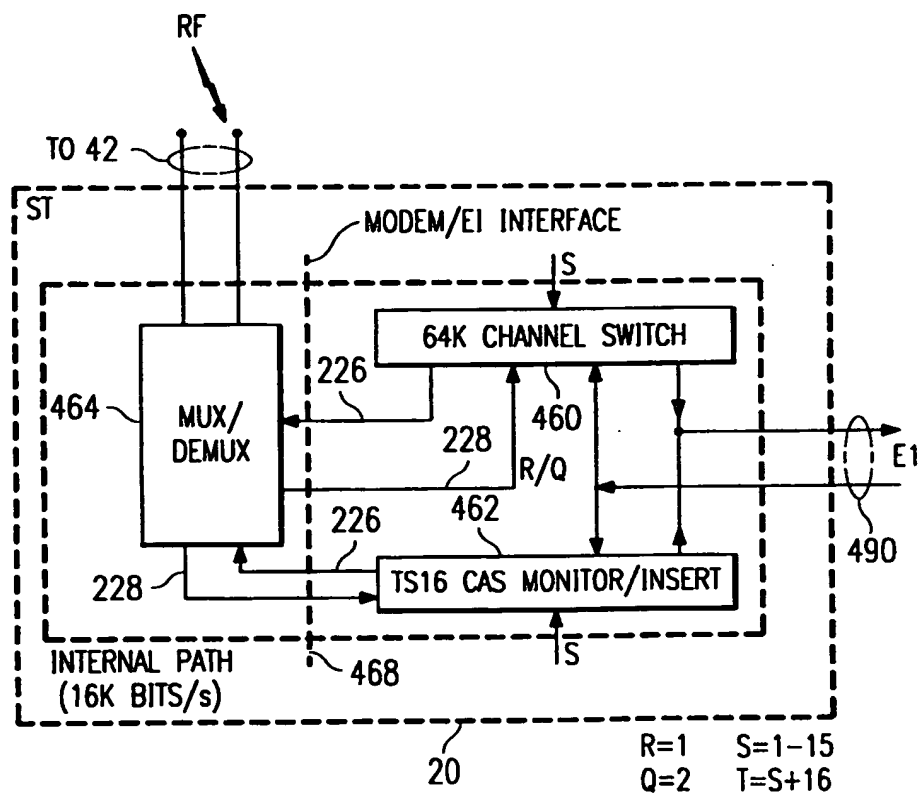 RF
TO 42
ST
MODEM/EI INTERFACE
S
64K CHANNEL SWITCH
226
460
464
MUX/
DEMUX
228
R/Q
E1
462
226
490
228
TS16 CAS MONITOR/INSERT
S
INTERNAL PATH
(16K BITS/s)
468
20
R=1 S=1-15
Q=2 T=S+16